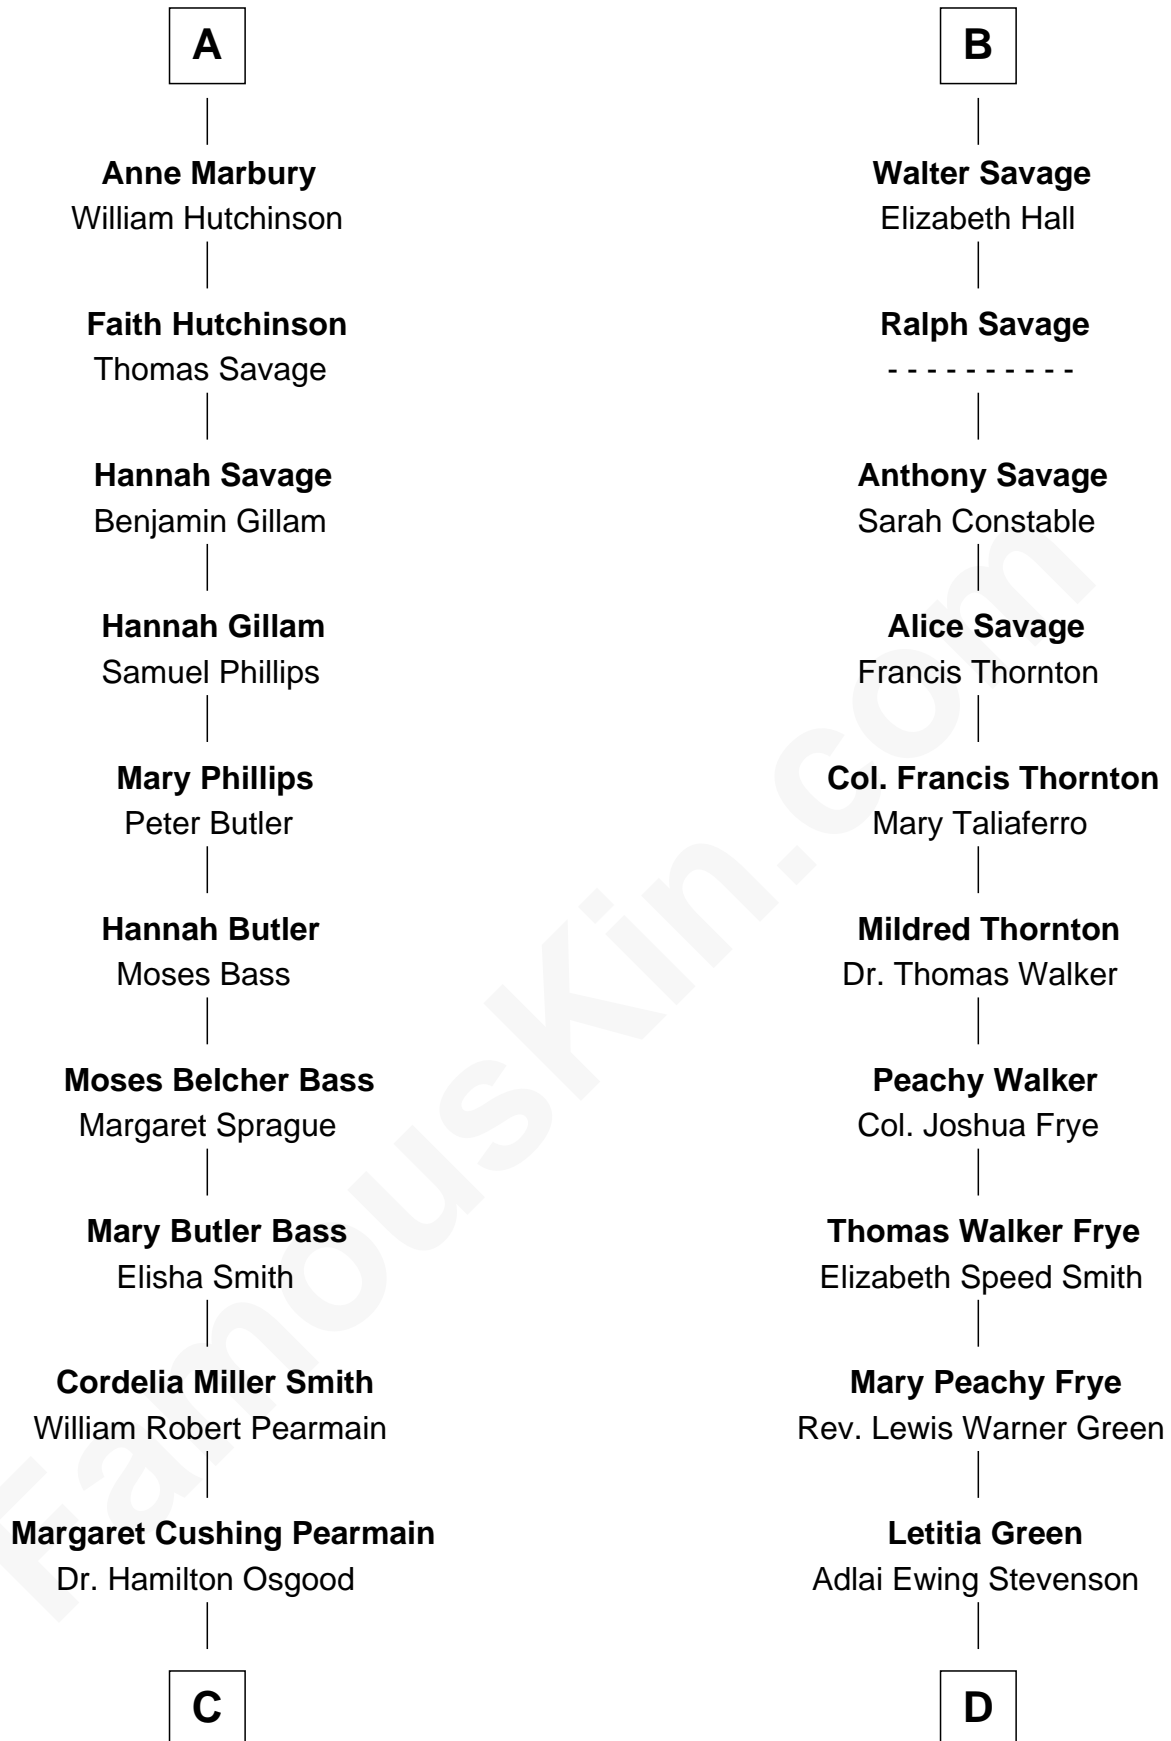 A
Anne Marbury
William Hutchinson
Faith Hutchinson
Thomas Savage
Hannah Savage
Benjamin Gillam
Hannah Gillam
Samuel Phillips
Mary Phillips
Peter Butler
Hannah Butler
Moses Bass
Moses Belcher Bass
Margaret Sprague
Mary Butler Bass
Elisha Smith
Cordelia Miller Smith
William Robert Pearmain
Margaret Cushing Pearmain
Dr. Hamilton Osgood
C
B
Walter Savage
Elizabeth Hall
Ralph Savage
- - - - - - - - - -
Anthony Savage
Sarah Constable
Alice Savage
Francis Thornton
Col. Francis Thornton
Mary Taliaferro
Mildred Thornton
Dr. Thomas Walker
Peachy Walker
Col. Joshua Frye
Thomas Walker Frye
Elizabeth Speed Smith
Mary Peachy Frye
Rev. Lewis Warner Green
Letitia Green
Adlai Ewing Stevenson
D
FamousKin.com